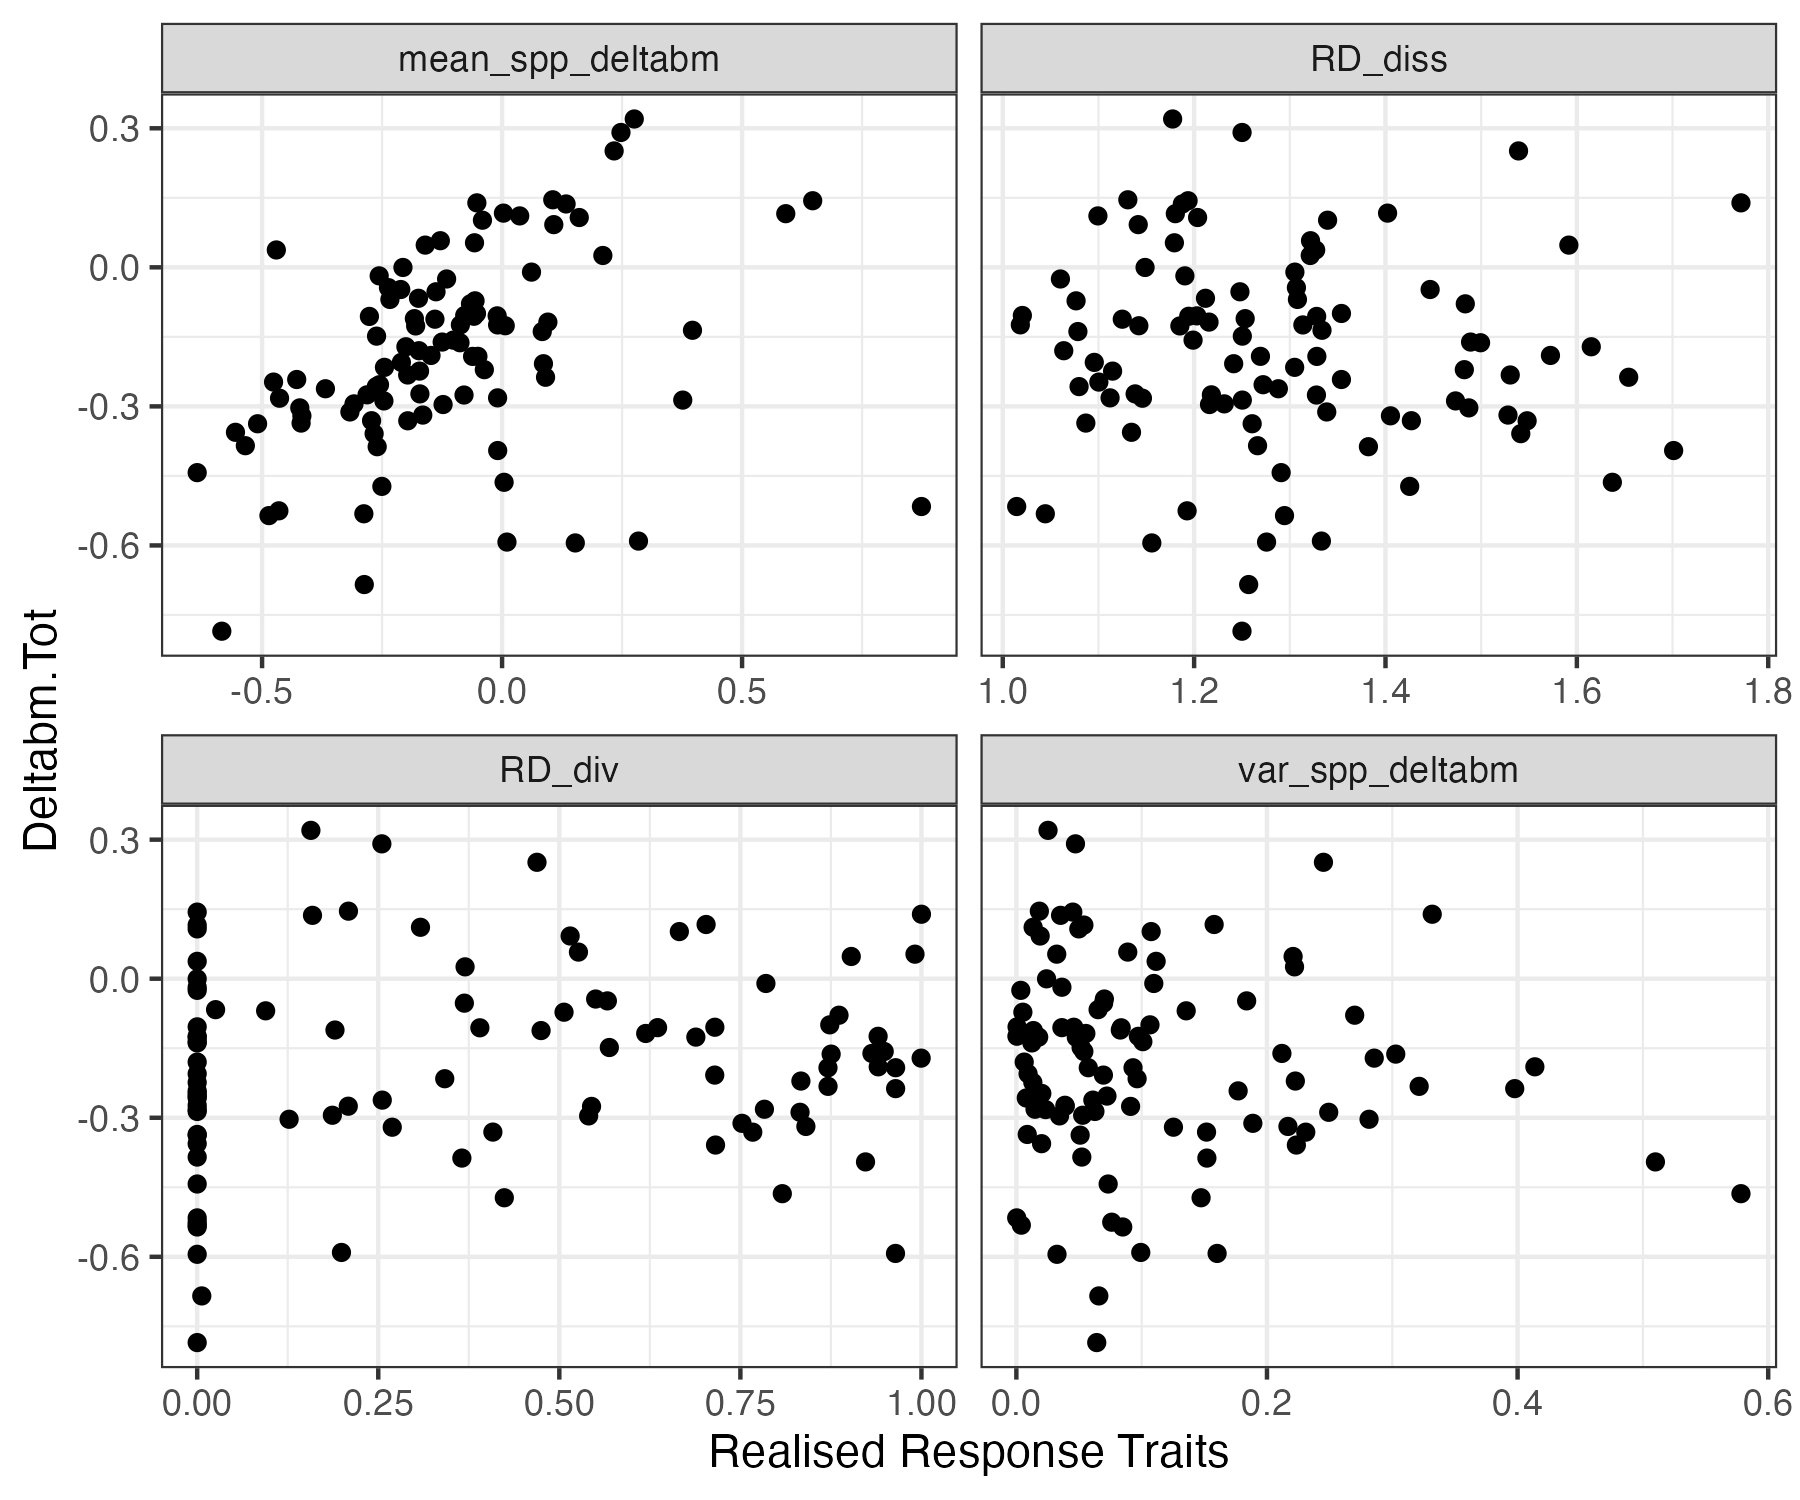 mean_spp_deltabm
RD_diss
0.3
0.0
-0.3
-0.6
-0.5 0.0 0.5
1.0 1.2 1.4 1.6 1.8
Deltabm.Tot
RD_div
var_spp_deltabm
0.3
0.0
-0.3
-0.6
0.00 0.25 0.50 0.75 1.00
0.0 0.2 0.4 0.6
Realised Response Traits